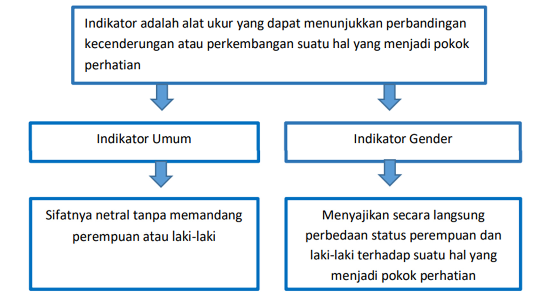 Indikator adalah alat ukur yang dapat menunjukkan perbandingan
kecenderungan atau perkembangan suatu hal yang menjadi pokok
perhatian
Indikator Umum
Indikator Gender
Sifatnya netral tanpa memandang
perempuan atau laki-laki
Menyajikan secara langsung
perbedaan status perempuan dan
laki-laki terhadap suatu hal yang
menjadi pokok perhatian